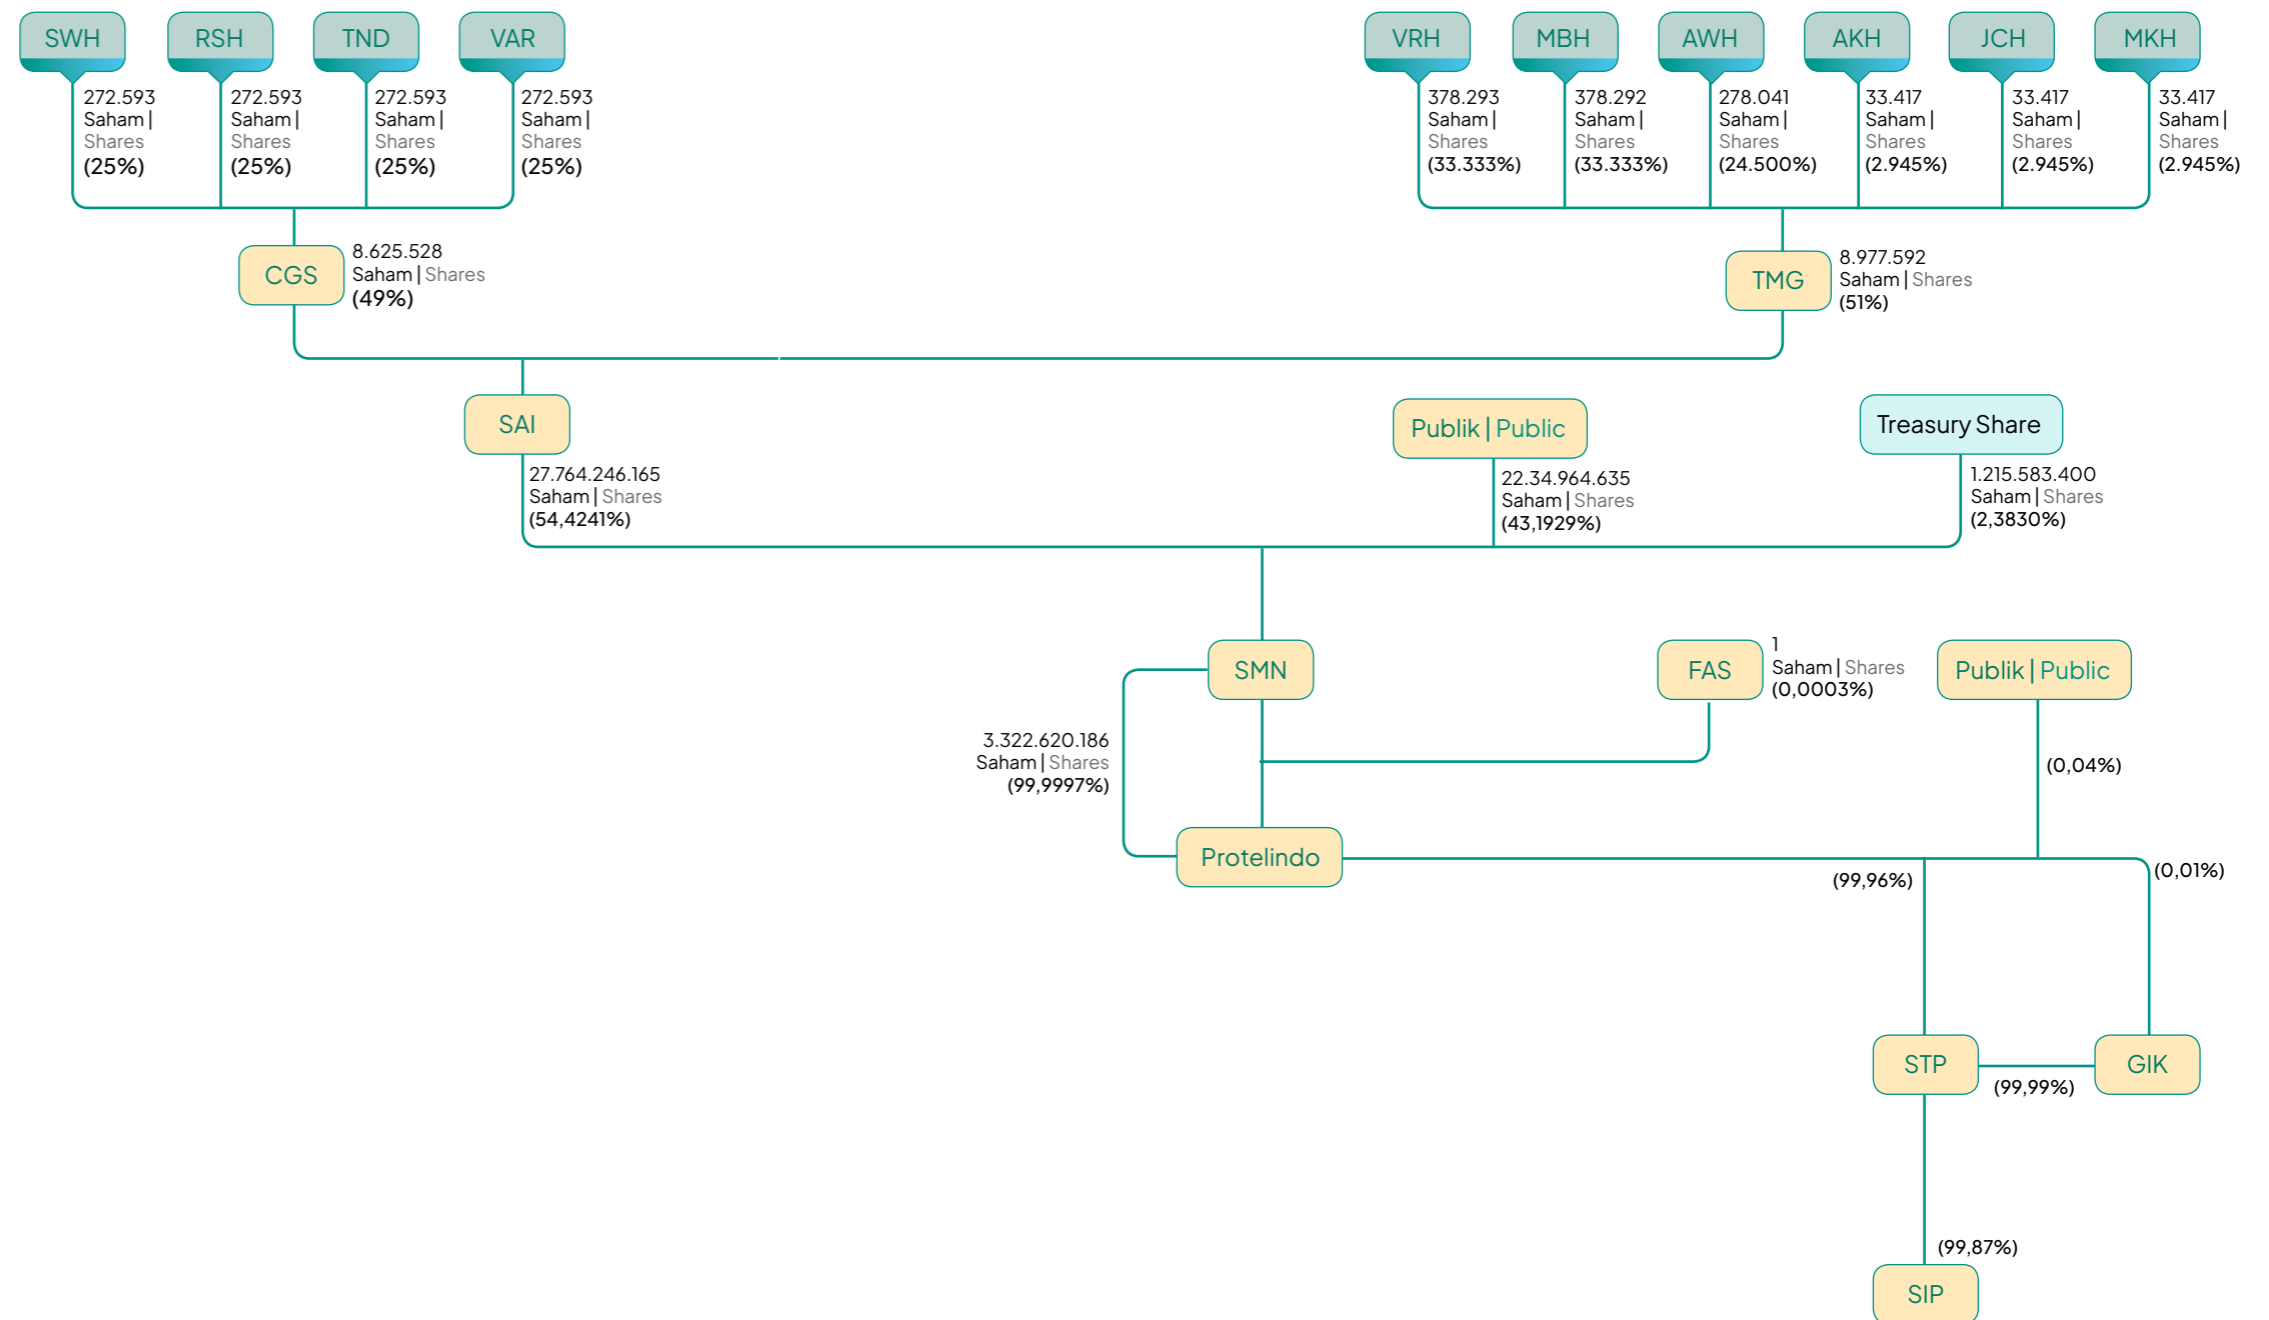 SWH
RSH
TND
VAR
VRH
MBH
AWH
AKH
JCH
MKH
272.593
Saham |
Shares
(25%)
272.593
Saham |
Shares
(25%)
272.593
Saham |
Shares
(25%)
272.593
Saham |
Shares
(25%)
378.293
Saham |
Shares
(33.333%)
378.292
Saham |
Shares
(33.333%)
278.041
Saham |
Shares
(24.500%)
33.417
Saham |
Shares
(2.945%)
33.417
Saham |
Shares
(2.945%)
33.417
Saham |
Shares
(2.945%)
CGS
8.625.528
Saham | Shares
(49%)
TMG
8.977.592
Saham | Shares
(51%)
SAI
27.764.246.165
Saham | Shares
(54,4241%)
Publik | Public
22.34.964.635
Saham | Shares
(43,1929%)
Treasury Share
1.215.583.400
Saham | Shares
(2,3830%)
SMN
FAS
1
Saham | Shares
(0,0003%)
Publik | Public
3.322.620.186
Saham | Shares
(99,9997%)
(0,04%)
Protelindo
(99,96%)
(0,01%)
STP
(99,99%)
GIK
(99,87%)
SIP